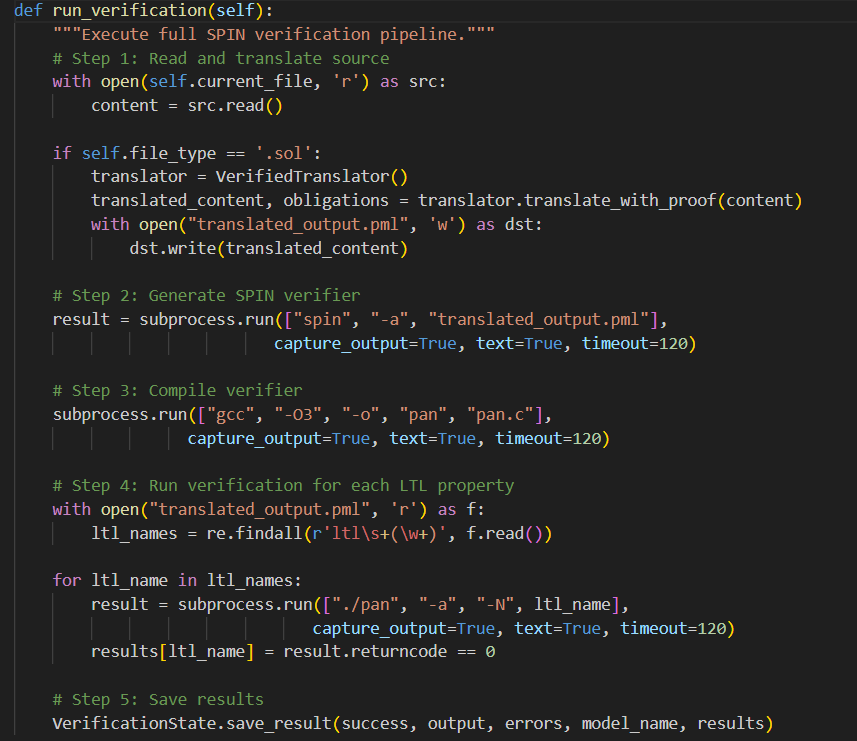 def run_verification(self):
    """Execute full SPIN verification pipeline."""
    # Step 1: Read and translate source
    with open(self.current_file, 'r') as src:
        content = src.read()

    if self.file_type == '.sol':
        translator = VerifiedTranslator()
        translated_content, obligations = translator.translate_with_proof(content)
        with open("translated_output.pml", 'w') as dst:
            dst.write(translated_content)

    # Step 2: Generate SPIN verifier
    result = subprocess.run(["spin", "-a", "translated_output.pml"],
                           capture_output=True, text=True, timeout=120)

    # Step 3: Compile verifier
    subprocess.run(["gcc", "-O3", "-o", "pan", "pan.c"],
                  capture_output=True, text=True, timeout=120)

    # Step 4: Run verification for each LTL property
    with open("translated_output.pml", 'r') as f:
        ltl_names = re.findall(r'ltl\s+(\w+)', f.read())

    for ltl_name in ltl_names:
        result = subprocess.run(["./pan", "-a", "-N", ltl_name],
                               capture_output=True, text=True, timeout=120)
        results[ltl_name] = result.returncode == 0

    # Step 5: Save results
    VerificationState.save_result(success, output, errors, model_name, results)